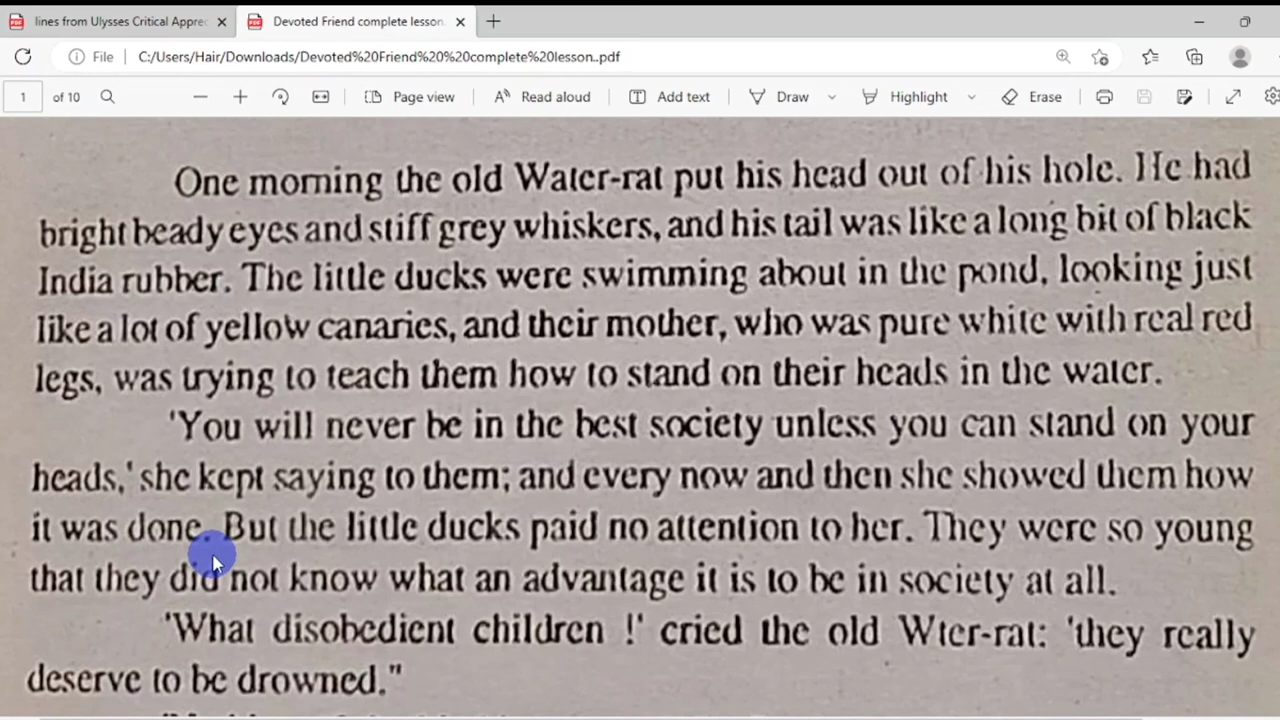 lines from Ulysses Critical Apprec
Devoted Friend complete lesson.
File
C:/Users/Hair/Downloads/Devoted%20Friend%20%20complete%20lesson..pdf
1 of 10
Page view
Read aloud
Add text
Draw
Highlight
Erase
One morning the old Water-rat put his head out of his hole. He had
bright beady eyes and stiff grey whiskers, and his tail was like a long bit of black
India rubber. The little ducks were swimming about in the pond, looking just
like a lot of yellow canaries, and their mother, who was pure white with real red
legs, was trying to teach them how to stand on their heads in the water.
'You will never be in the best society unless you can stand on your
heads,' she kept saying to them; and every now and then she showed them how
it was done. But the little ducks paid no attention to her. They were so young
that they did not know what an advantage it is to be in society at all.
'What disobedient children !' cried the old Wter-rat: 'they really
deserve to be drowned."